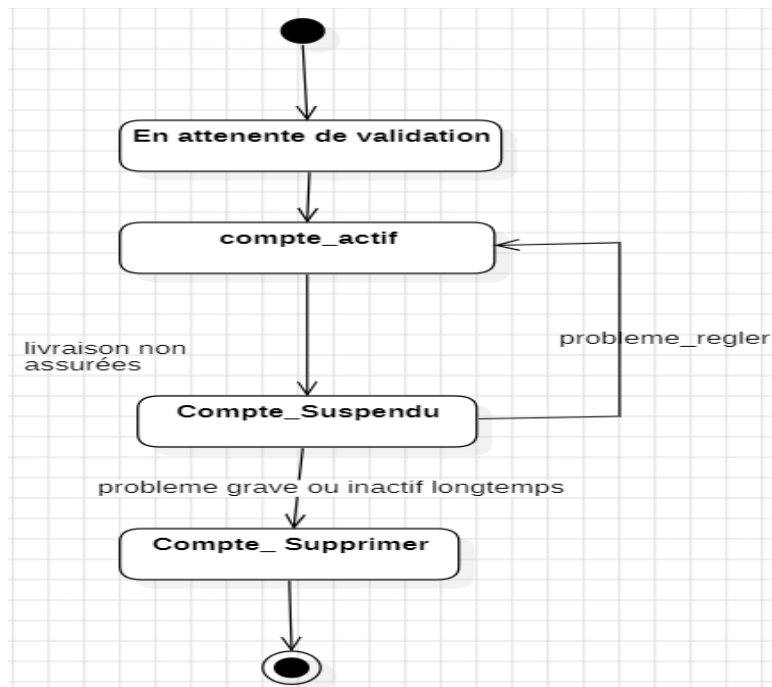 En attenente de validation
compte_actif
probleme_regler
livraison non
assurées
Compte_Suspendu
probleme grave ou inactif longtemps
Compte_ Supprimer